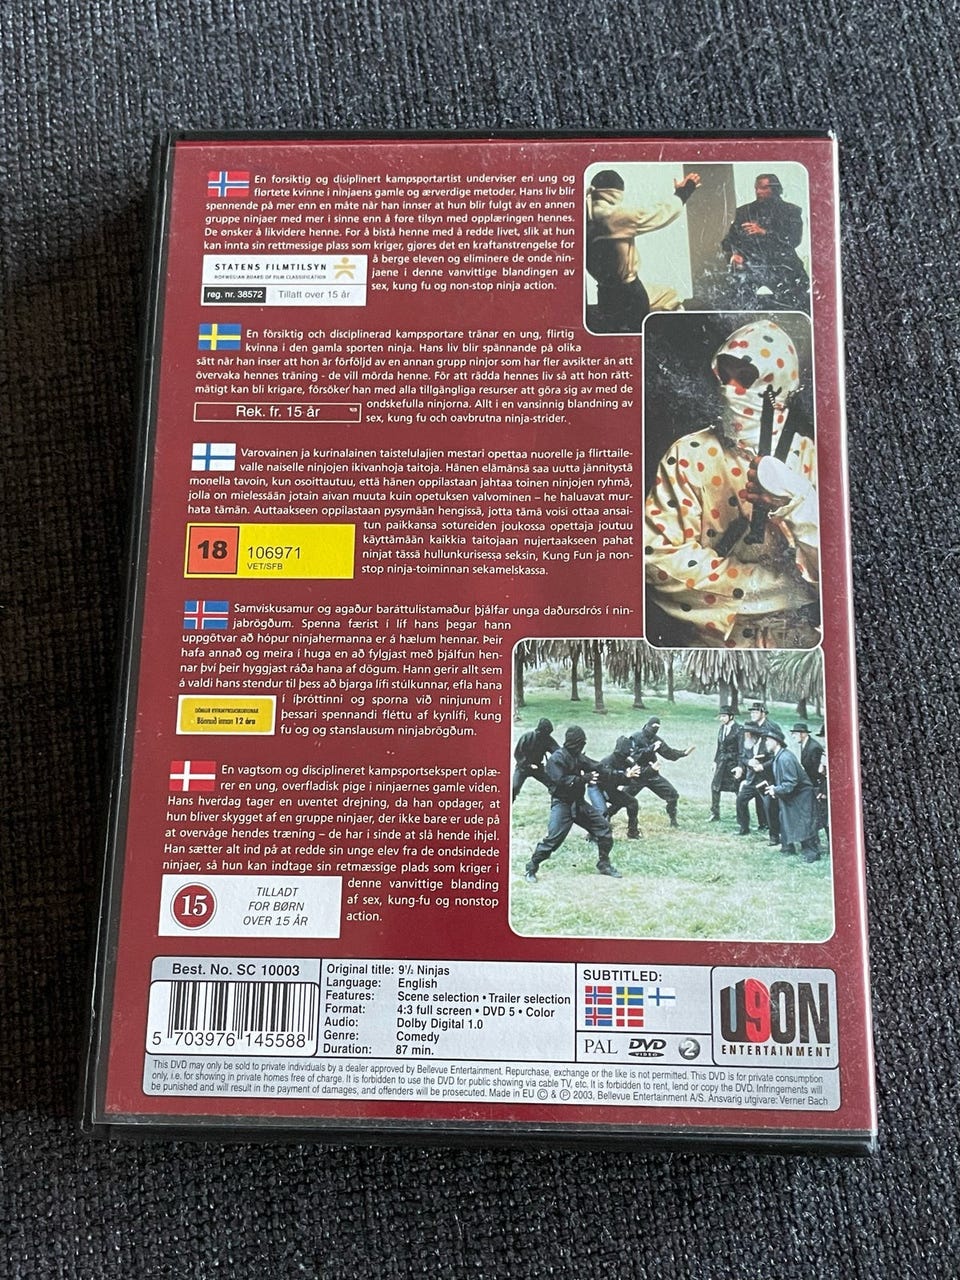 En forsiktig og disiplinert kampsportartist underviser en ung og
flørtete kvinne i ninjaens gamle og ærverdige metoder. Hans liv blir
spennende på mer enn en måte når han innser at hun blir fulgt av en annen
gruppe ninjaer med mer i sinne enn å føre tilsyn med opplæringen hennes.
De ønsker å likvidere henne. For å bistå henne med å redde livet, slik at hun
kan innta sin rettmessige plass som kriger, gjøres det en kraftanstrengelse for
å berge eleven og eliminere de onde nin-
jaene i denne vanvittige blandingen av
sex, kung fu og non-stop ninja action.
STATENS FILMTILSYN
NORWEGIAN BOARD OF FILM CLASSIFICATION
reg. nr. 38572 Tillatt over 15 år
En försiktig och disciplinerad kampsportare tränar en ung, flirtig
kvinna i den gamla sporten ninja. Hans liv blir spännande på olika
sätt när han inser att hon är förföljd av en annan grupp ninjor som har fler avsikter än att
övervaka hennes träning - de vill mörda henne. För att rädda hennes liv så att hon rätt-
mätigt kan bli krigare, försöker han med alla tillgängliga resurser att göra sig av med de
ondskefulla ninjorna. Allt i en vansinnig blandning av
sex, kung fu och oavbrutna ninja-strider.
Rek. fr. 15 år
Varovainen ja kurinalainen taistelulajien mestari opettaa nuorelle ja flirttaile-
valle naiselle ninjojen ikivanhoja taitoja. Hänen elämänsä saa uutta jännitystä
monella tavoin, kun osoittautuu, että hänen oppilastaan jahtaa toinen ninjojen ryhmä,
jolla on mielessään jotain aivan muuta kuin opetuksen valvominen – he haluavat mur-
hata tämän. Auttaakseen oppilastaan pysymään hengissä, jotta tämä voisi ottaa ansai-
tun paikkansa sotureiden joukossa opettaja joutuu
käyttämään kaikkia taitojaan nujertaakseen pahat
ninjat tässä hullunkurisessa seksin, Kung Fun ja non-
stop ninja-toiminnan sekamelskassa.
18 106971
VET/SFB
Samviskusamur og agaður baráttulistamaður þjálfar unga daðursdrós í nin-
jabrögðum. Spenna færist í líf hans þegar hann
uppgötvar að hópur ninjahermanna er á hælum hennar. Þeir
hafa annað og meira í huga en að fylgjast með þjálfun hen-
nar því þeir hyggjast ráða hana af dögum. Hann gerir allt sem
á valdi hans stendur til þess að bjarga lífi stúlkunnar, efla hana
í íþróttinni og sporna við ninjunum í
þessari spennandi fléttu af kynlífi, kung
fu og og stanslausum ninjabrögðum.
Bönnuð innan 12 ára
En vagtsom og disciplineret kampsportsekspert oplæ-
rer en ung, overfladisk pige i ninjaernes gamle viden.
Hans hverdag tager en uventet drejning, da han opdager, at
hun bliver skygget af en gruppe ninjaer, der ikke bare er ude på
at overvåge hendes træning – de har i sinde at slå hende ihjel.
Han sætter alt ind på at redde sin unge elev fra de ondsindede
ninjaer, så hun kan indtage sin retmæssige plads som kriger i
denne vanvittige blanding
af sex, kung-fu og nonstop
action.
15 TILLADT
FOR BØRN
OVER 15 ÅR
Best. No. SC 10003
5 703976 145588
Original title: 9½ Ninjas
Language: English
Features: Scene selection • Trailer selection
Format: 4:3 full screen • DVD 5 • Color
Audio: Dolby Digital 1.0
Genre: Comedy
Duration: 87 min.
SUBTITLED:
PAL DVD VIDEO 2
U9ON
ENTERTAINMENT
This DVD may only be sold to private individuals by a dealer approved by Bellevue Entertainment. Repurchase, exchange or the like is not permitted. This DVD is for private consumption
only, i.e. for showing in private homes free of charge. It is forbidden to use the DVD for public showing via cable TV, etc. It is forbidden to rent, lend or copy the DVD. Infringements will
be punished and will result in the payment of damages, and offenders will be prosecuted. Made in EU © & ℗ 2003, Bellevue Entertainment A/S. Ansvarig utgivare: Verner Bach